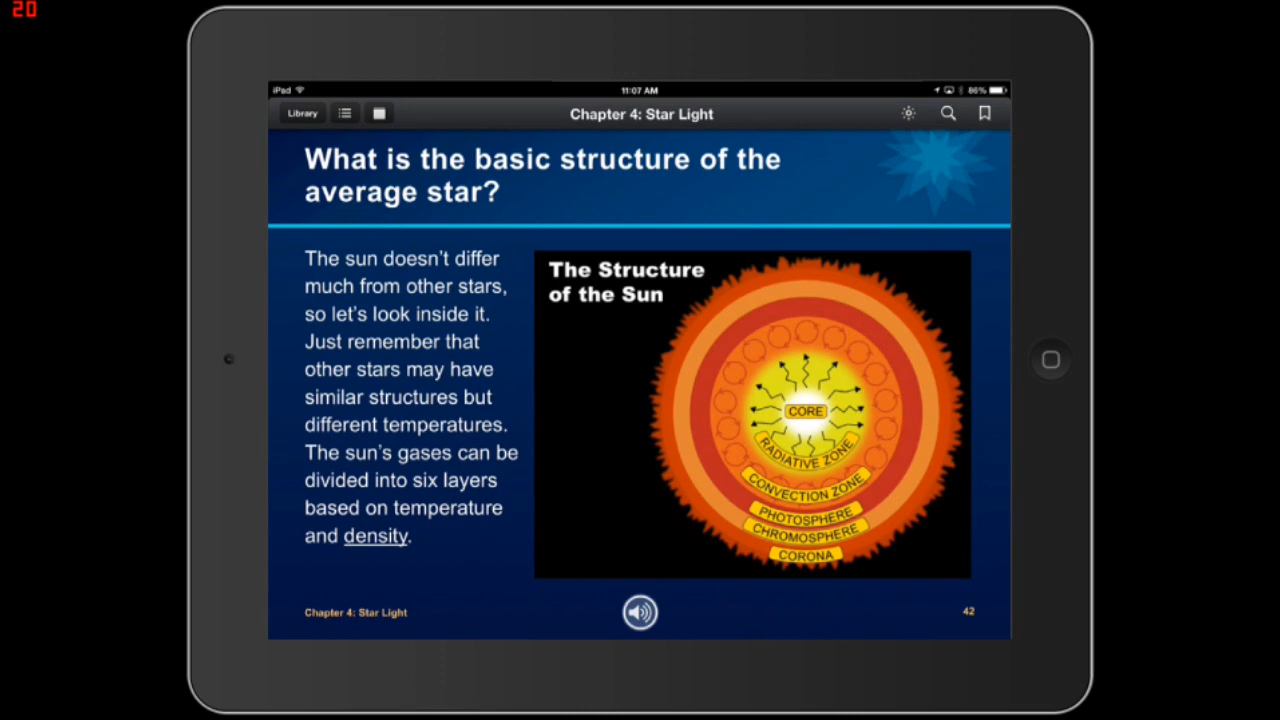 20
iPad
11:07 AM
86%
Library
Chapter 4: Star Light
What is the basic structure of the
average star?
The sun doesn’t differ
much from other stars,
so let’s look inside it.
Just remember that
other stars may have
similar structures but
different temperatures.
The sun’s gases can be
divided into six layers
based on temperature
and density.
The Structure
of the Sun
CORE
RADIATIVE ZONE
CONVECTION ZONE
PHOTOSPHERE
CHROMOSPHERE
CORONA
Chapter 4: Star Light
42